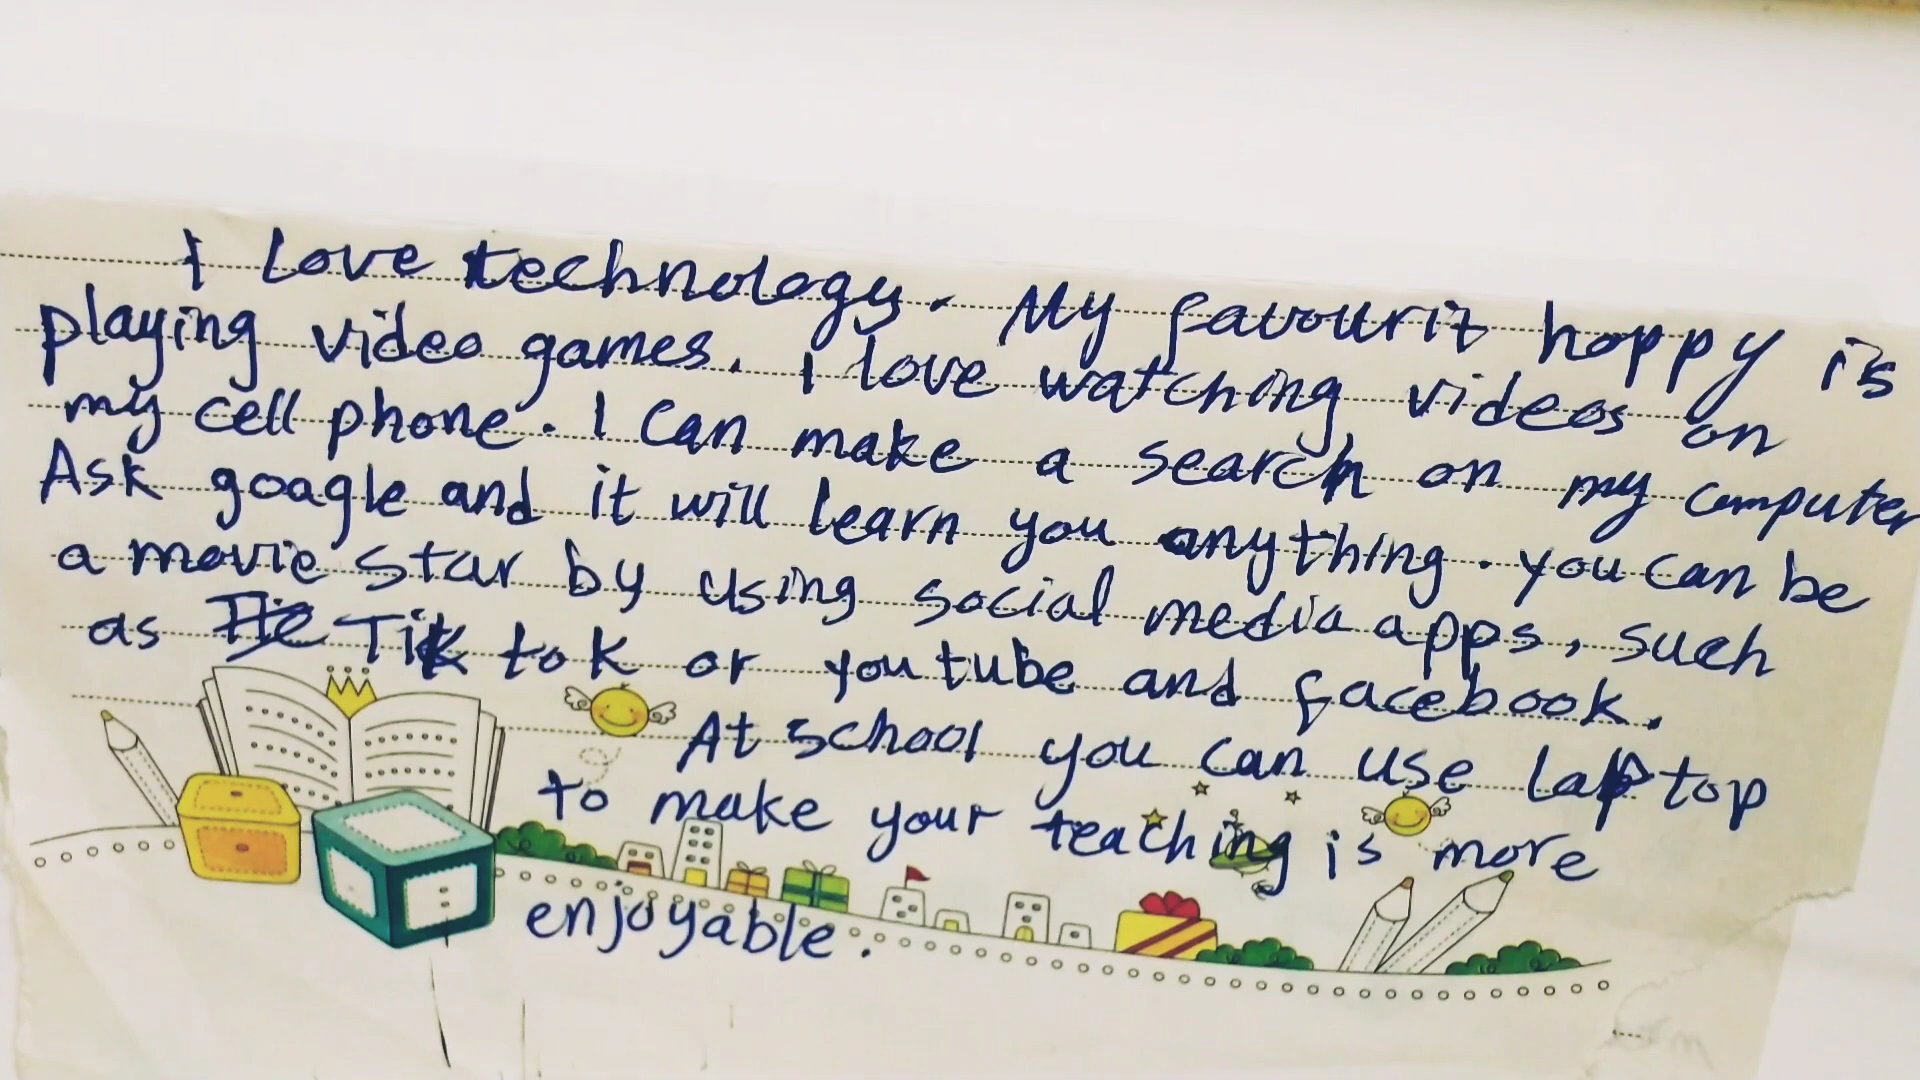 I Love technology. My favourit hoppy is
playing video games. I love watching videos on
my cell phone. I can make a search on my computer
Ask goagle and it will learn you anything. you can be
a movie star by using social media apps, such
as Tik tok or youtube and facebook.
At school you can use laptop
to make your teaching is more
enjoyable.